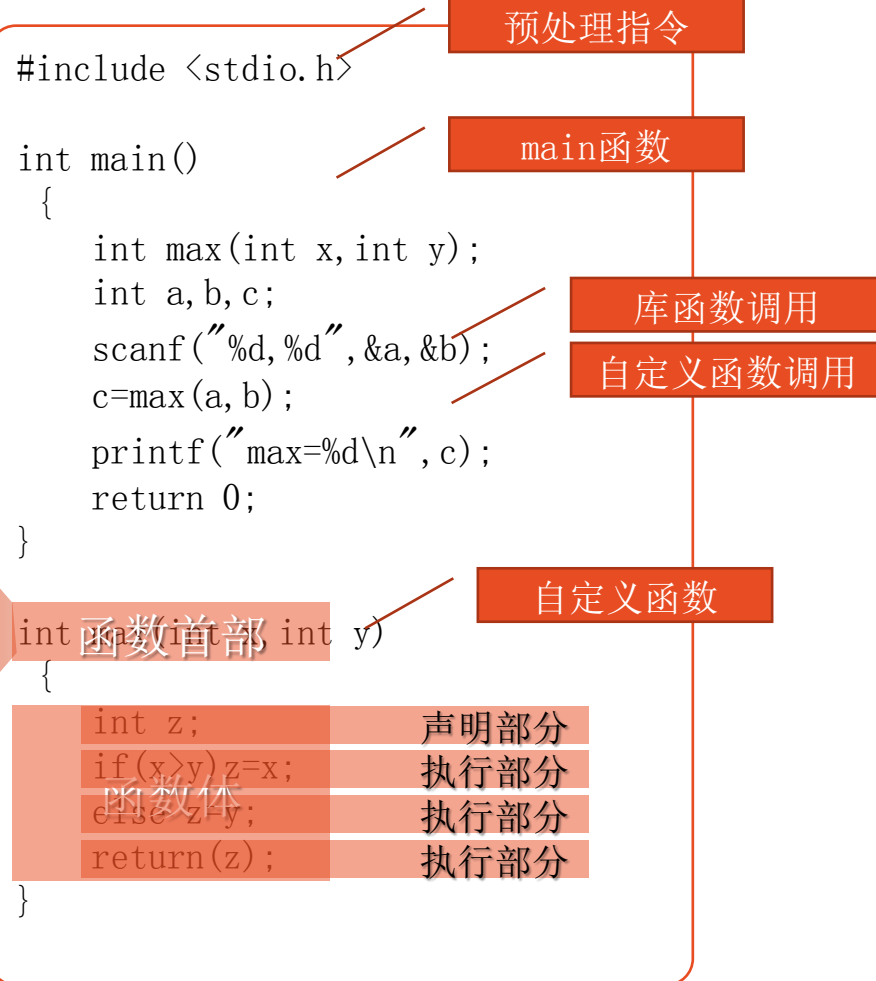 预处理指令
#include <stdio.h>
int main()
main函数
{
int max(int x,int y);
int a,b,c;
库函数调用
scanf("%d,%d",&a,&b);
自定义函数调用
c=max(a,b);
printf("max=%d\n",c);
return 0;
}
自定义函数
int max(int x,int y)
函数首部
{
int z; 声明部分
if(x>y)z=x; 执行部分
函数体
else z=y; 执行部分
return(z); 执行部分
}